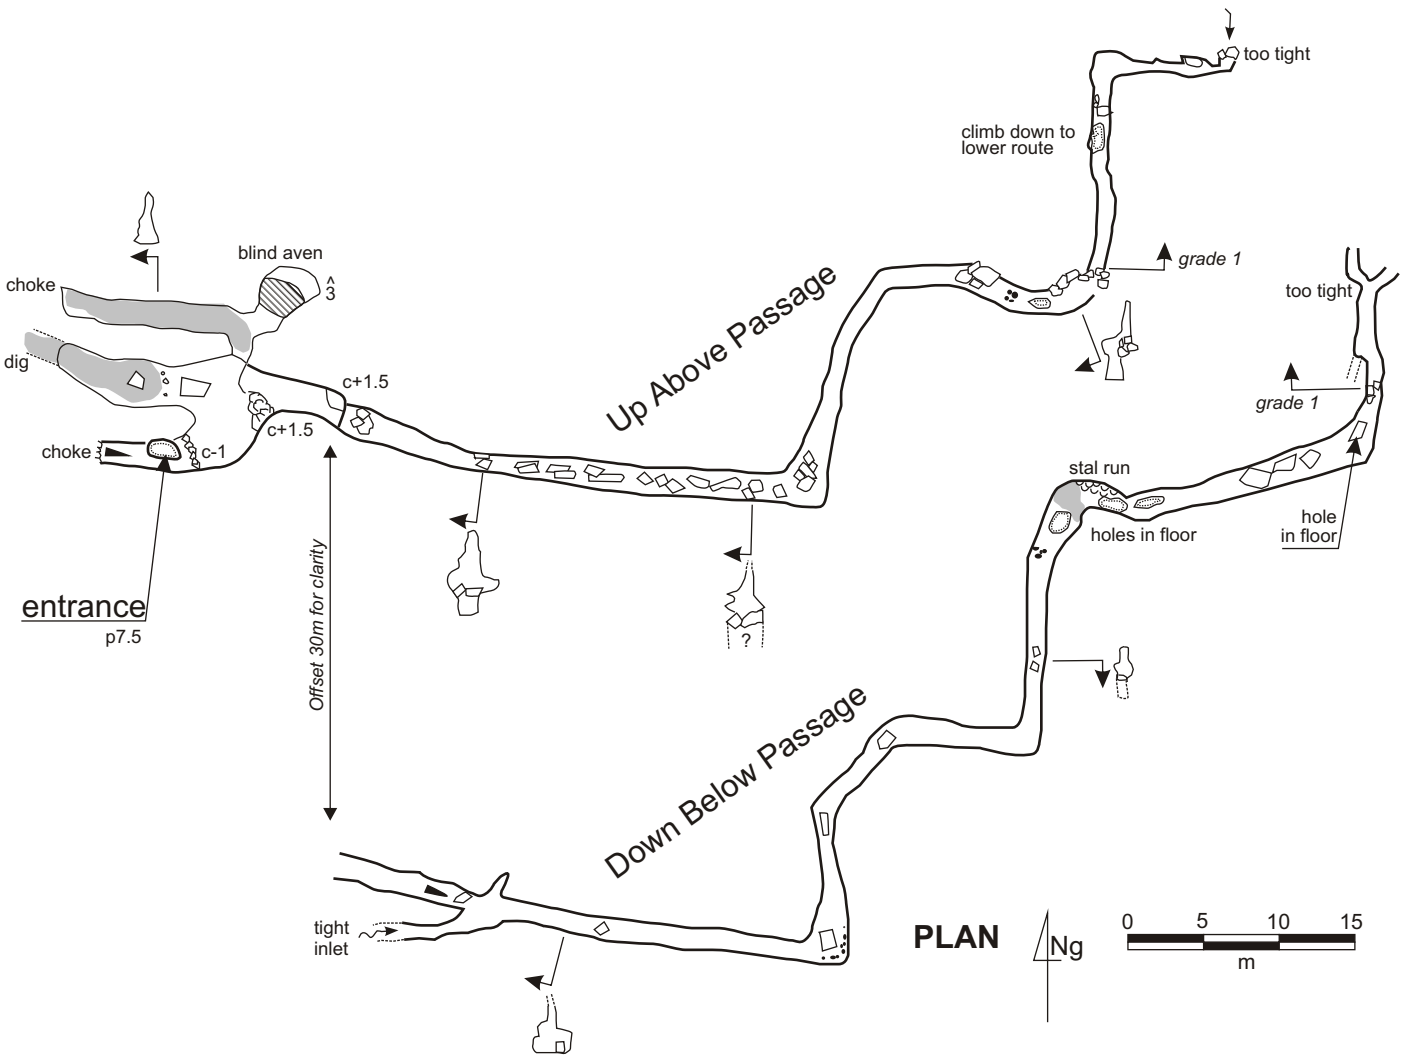 too tight
climb down to
lower route
grade 1
blind aven
^
3
choke
too tight
dig
c+1.5
Up Above Passage
grade 1
c+1.5
choke
c-1
stal run
hole
in floor
holes in floor
entrance
p7.5
Offset 30m for clarity
?
Down Below Passage
tight
inlet
PLAN
Ng
0 5 10 15
m